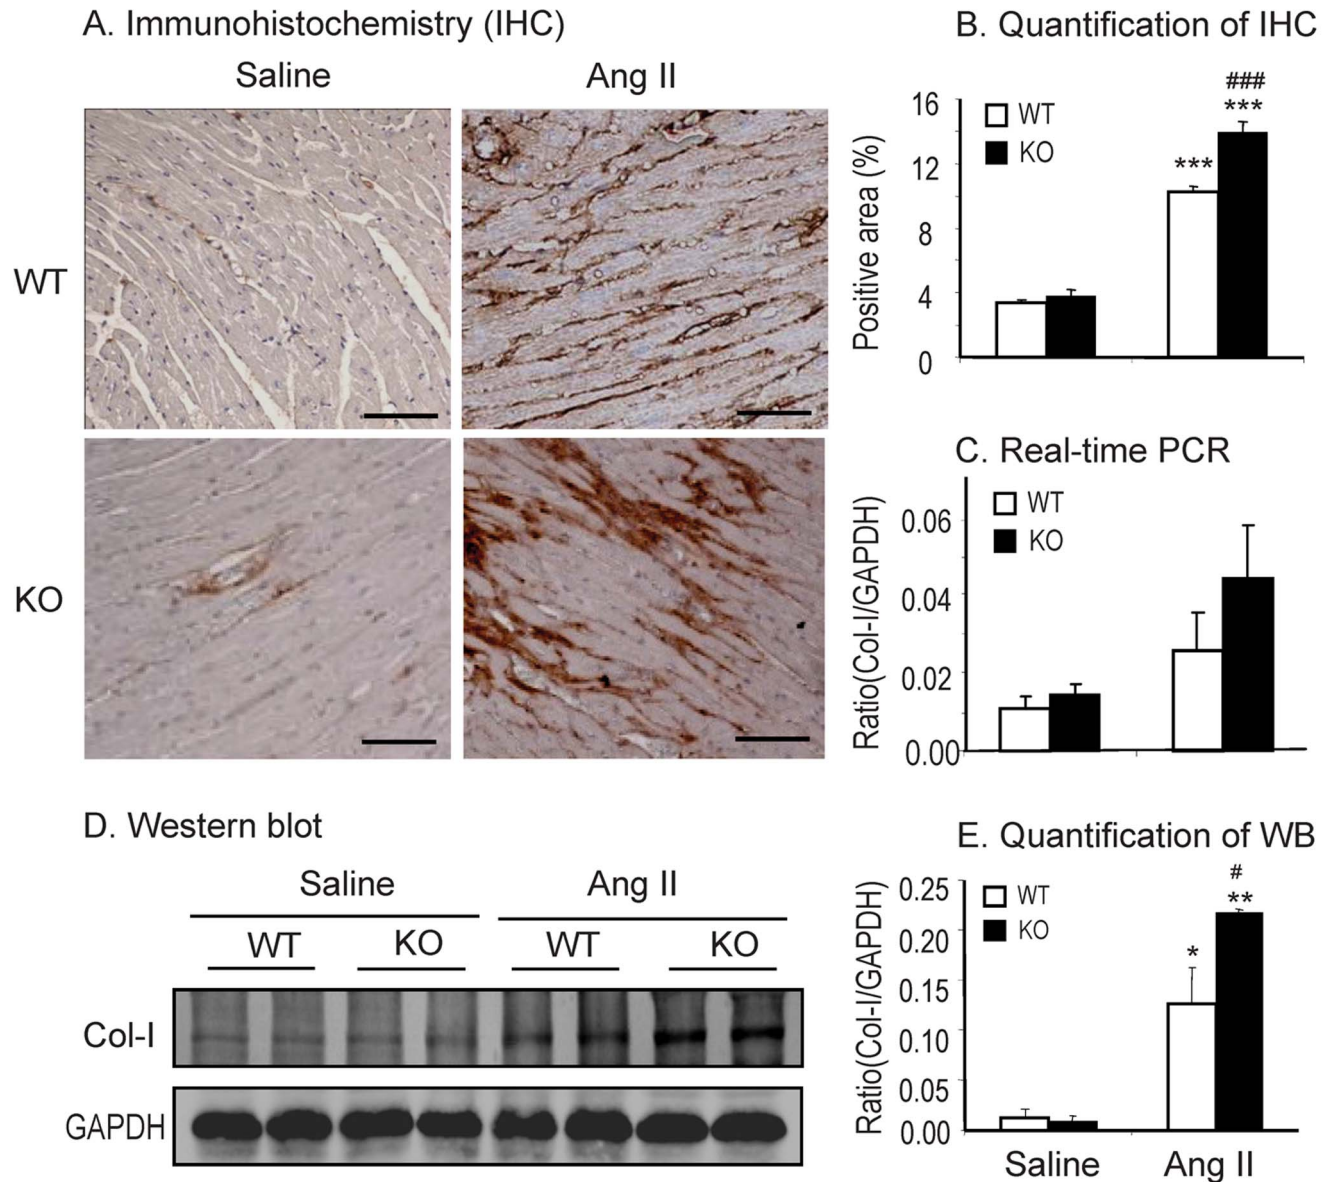 A. Immunohistochemistry (IHC)
Saline
Ang II
WT
KO
B. Quantification of IHC
###
***
***
WT
KO
Positive area (%)
16
12
8
4
0
C. Real-time PCR
WT
KO
Ratio(Col-I/GAPDH)
0.06
0.04
0.02
0.00
D. Western blot
Saline
Ang II
WT
KO
WT
KO
Col-I
GAPDH
E. Quantification of WB
#
**
*
WT
KO
Ratio(Col-I/GAPDH)
0.25
0.20
0.15
0.10
0.05
0.00
Saline
Ang II